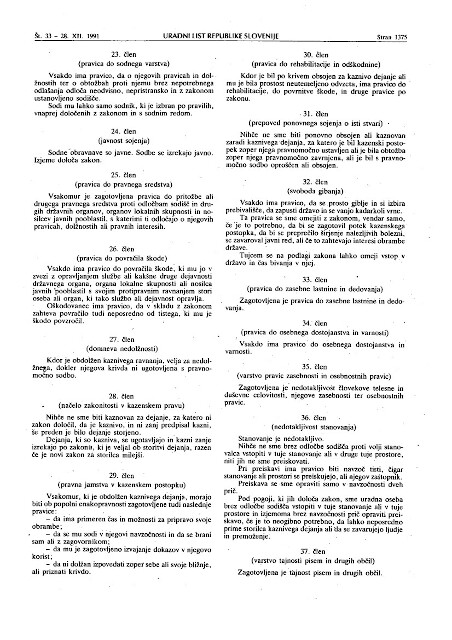 Št. 33 – 28. XII. 1991
URADNI LIST REPUBLIKE SLOVENIJE
Stran 1375
23. člen
(pravica do sodnega varstva)
Vsakdo ima pravico, da o njegovih pravicah in dol-
žnostih ter o obtožbah proti njemu brez nepotrebnega
odlašanja odloča neodvisno, nepristransko in z zakonom
ustanovljeno sodišče.
Sodi mu lahko samo sodnik, ki je izbran po pravilih,
vnaprej določenih z zakonom in s sodnim redom.
24. člen
(javnost sojenja)
Sodne obravnave so javne. Sodbe se izrekajo javno.
Izjeme določa zakon.
25. člen
(pravica do pravnega sredstva)
Vsakomur je zagotovljena pravica do pritožbe ali
drugega pravnega sredstva proti odločbam sodišč in dru-
gih državnih organov, organov lokalnih skupnosti in no-
silcev javnih pooblastil, s katerimi ti odločajo o njegovih
pravicah, dolžnostih ali pravnih interesih.
26. člen
(pravica do povračila škode)
Vsakdo ima pravico do povračila škode, ki mu jo v
zvezi z opravljanjem službe ali kakšne druge dejavnosti
državnega organa, organa lokalne skupnosti ali nosilca
javnih pooblastil s svojim protipravnim ravnanjem stori
oseba ali organ, ki tako službo ali dejavnost opravlja.
Oškodovanec ima pravico, da v skladu z zakonom
zahteva povračilo tudi neposredno od tistega, ki mu je
škodo povzročil.
27. člen
(domneva nedolžnosti)
Kdor je obdolžen kaznivega ravnanja, velja za nedol-
žnega, dokler njegova krivda ni ugotovljena s pravno-
močno sodbo.
28. člen
(načelo zakonitosti v kazenskem pravu)
Nihče ne sme biti kaznovan za dejanje, za katero ni
zakon določil, da je kaznivo, in ni zanj predpisal kazni,
še preden je bilo dejanje storjeno.
Dejanja, ki so kazniva, se ugotavljajo in kazni zanje
izrekajo po zakonu, ki je veljal ob storitvi dejanja, razen
če je novi zakon za storilca milejši.
29. člen
(pravna jamstva v kazenskem postopku)
Vsakomur, ki je obdolžen kaznivega dejanja, morajo
biti ob popolni enakopravnosti zagotovljene tudi naslednje
pravice:
– da ima primeren čas in možnosti za pripravo svoje
obrambe;
– da se mu sodi v njegovi navzočnosti in da se brani
sam ali z zagovornikom;
– da mu je zagotovljeno izvajanje dokazov v njegovo
korist;
– da ni dolžan izpovedati zoper sebe ali svoje bližnje,
ali priznati krivdo.
30. člen
(pravica do rehabilitacije in odškodnine)
Kdor je bil po krivem obsojen za kaznivo dejanje ali
mu je bila prostost neutemeljeno odvzeta, ima pravico do
rehabilitacije, do povrnitve škode, in druge pravice po
zakonu.
31. člen
(prepoved ponovnega sojenja o isti stvari)
Nihče ne sme biti ponovno obsojen ali kaznovan
zaradi kaznivega dejanja, za katero je bil kazenski posto-
pek zoper njega pravnomočno ustavljen ali je bila obtožba
zoper njega pravnomočno zavrnjena, ali je bil s pravno-
močno sodbo oproščen ali obsojen.
32. člen
(svoboda gibanja)
Vsakdo ima pravico, da se prosto giblje in si izbira
prebivališče, da zapusti državo in se vanjo kadarkoli vrne.
Ta pravica se sme omejiti z zakonom, vendar samo,
če je to potrebno, da bi se zagotovil potek kazenskega
postopka, da bi se preprečilo širjenje nalezljivih bolezni,
se zavaroval javni red, ali če to zahtevajo interesi obrambe
države.
Tujcem se na podlagi zakona lahko omeji vstop v
državo in čas bivanja v njej.
33. člen
(pravica do zasebne lastnine in dedovanja)
Zagotovljena je pravica do zasebne lastnine in dedo-
vanja.
34. člen
(pravica do osebnega dostojanstva in varnosti)
Vsakdo ima pravico do osebnega dostojanstva in
varnosti.
35. člen
(varstvo pravic zasebnosti in osebnostnih pravic)
Zagotovljena je nedotakljivost človekove telesne in
duševne celovitosti, njegove zasebnosti ter osebnostnih
pravic.
36. člen
(nedotakljivost stanovanja)
Stanovanje je nedotakljivo.
Nihče ne sme brez odločbe sodišča proti volji stano-
valca vstopiti v tuje stanovanje ali v druge tuje prostore,
niti jih ne sme preiskovati.
Pri preiskavi ima pravico biti navzoč tisti, čigar
stanovanje ali prostori se preiskujejo, ali njegov zastopnik.
Preiskava se sme opraviti samo v navzočnosti dveh
prič.
Pod pogoji, ki jih določa zakon, sme uradna oseba
brez odločbe sodišča vstopiti v tuje stanovanje ali v tuje
prostore in izjemoma brez navzočnosti prič opraviti prei-
skavo, če je to neogibno potrebno, da lahko neposredno
prime storilca kaznivega dejanja ali da se zavarujejo ljudje
in premoženje.
37. člen
(varstvo tajnosti pisem in drugih občil)
Zagotovljena je tajnost pisem in drugih občil.